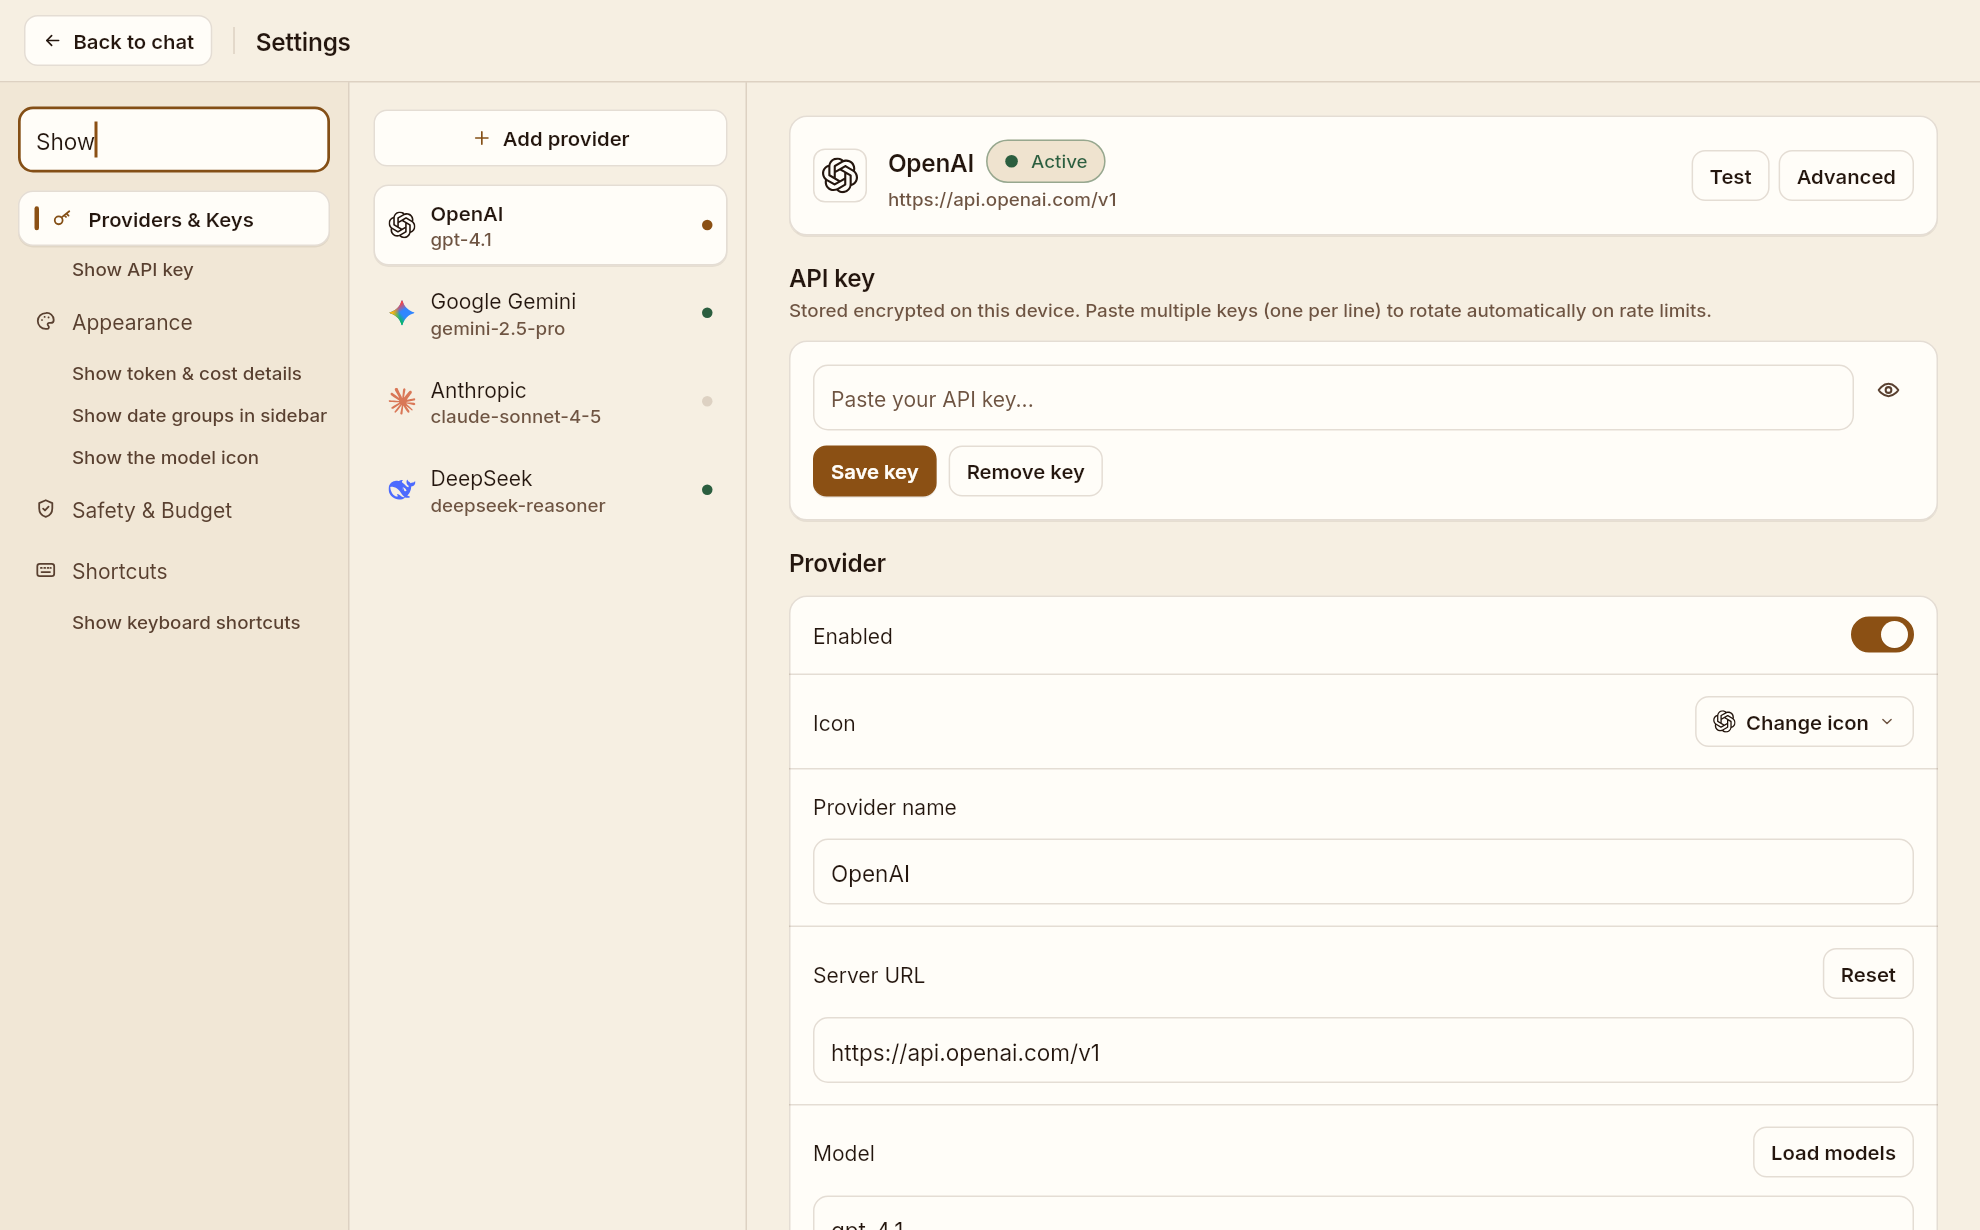 Back to chat
Settings
Show
Providers & Keys
Show API key
Appearance
Show token & cost details
Show date groups in sidebar
Show the model icon
Safety & Budget
Shortcuts
Show keyboard shortcuts
Add provider
OpenAI
gpt-4.1
Google Gemini
gemini-2.5-pro
Anthropic
claude-sonnet-4-5
DeepSeek
deepseek-reasoner
OpenAI
Active
https://api.openai.com/v1
Test
Advanced
API key
Stored encrypted on this device. Paste multiple keys (one per line) to rotate automatically on rate limits.
Paste your API key...
Save key
Remove key
Provider
Enabled
Icon
Change icon
Provider name
OpenAI
Server URL
Reset
https://api.openai.com/v1
Model
Load models
gpt-4.1